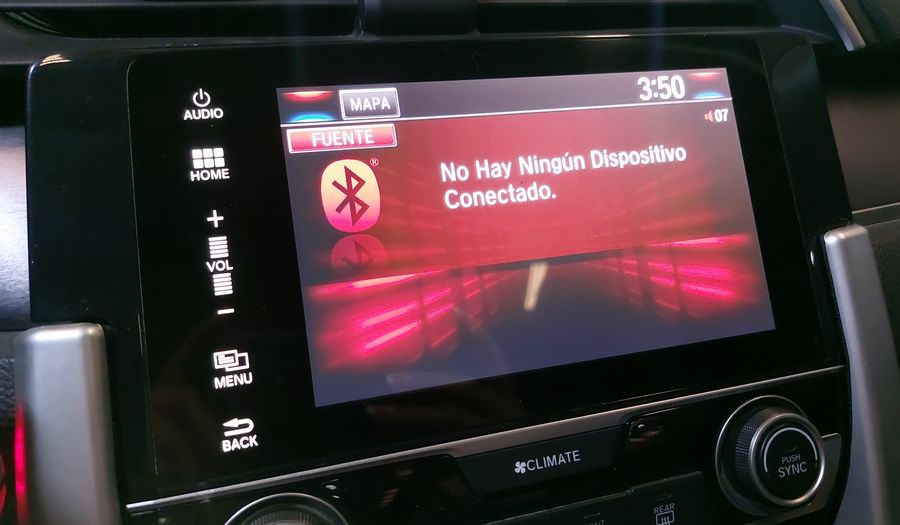 AUDIO
HOME
+
VOL
-
MENU
BACK
MAPA
3:50
07
FUENTE
®
No Hay Ningún Dispositivo
Conectado.
CLIMATE
PUSH
SYNC
REAR